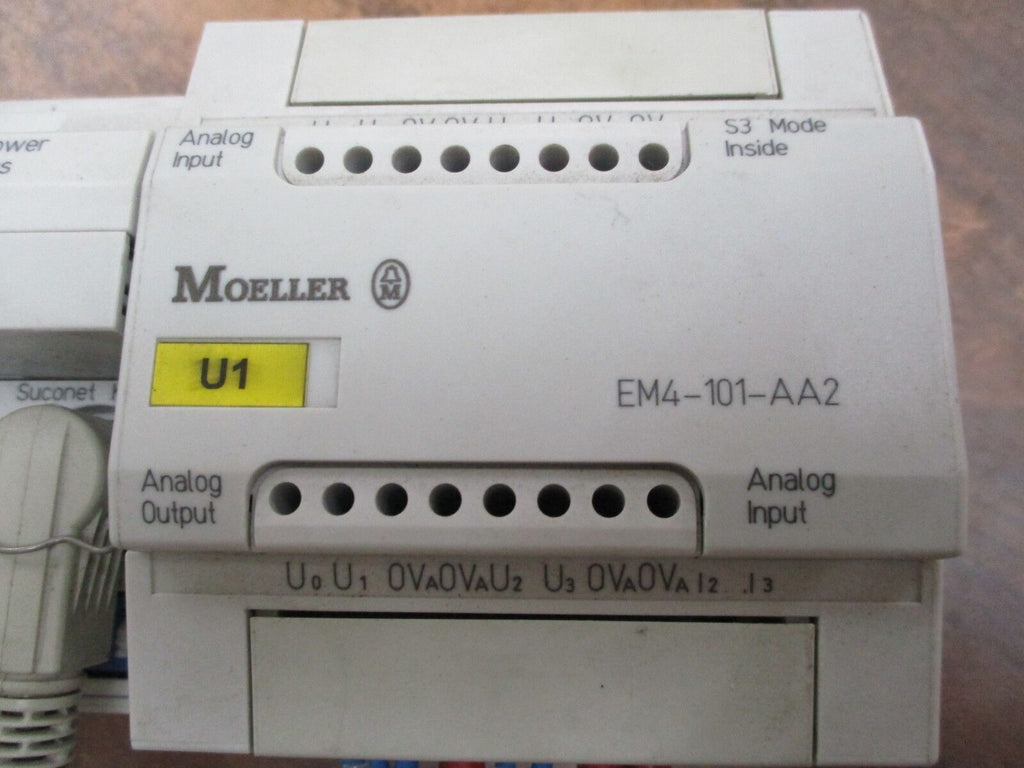 Analog
Input
S3 Mode
Inside
MOELLER
U1
Suconet
EM4-101-AA2
Analog
Output
Analog
Input
U0 U1 0VA0VAU2 U3 0VA0VA I2 .I3